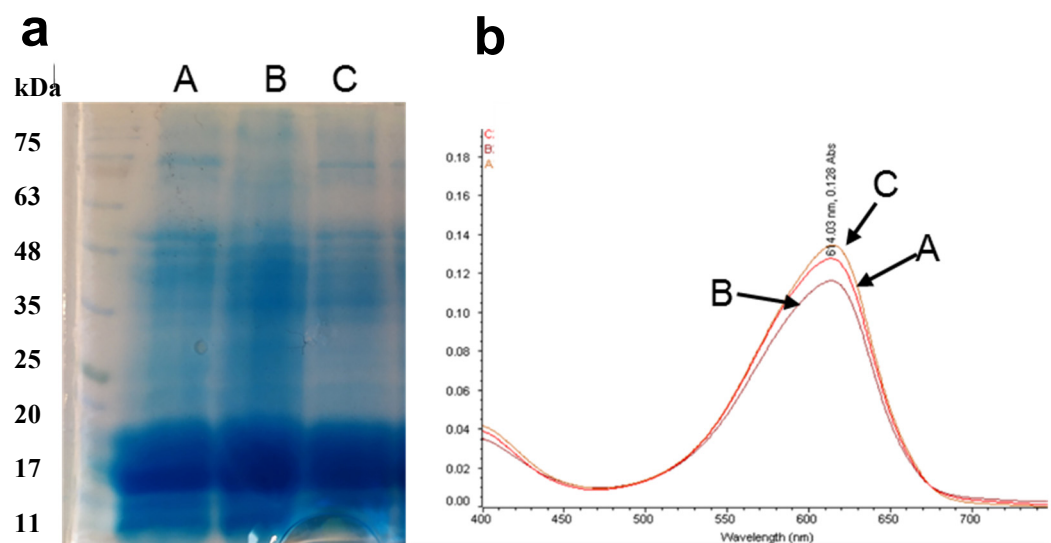 a
kDa
A B C
75
63
48
35
25
20
17
11
b
C:
B:
A
0.18
0.16
0.14
0.12
0.10
0.08
0.06
0.04
0.02
0.00
614.03 nm, 0.128 Abs
C
A
B
400 450 500 550 600 650 700
Wavelength (nm)